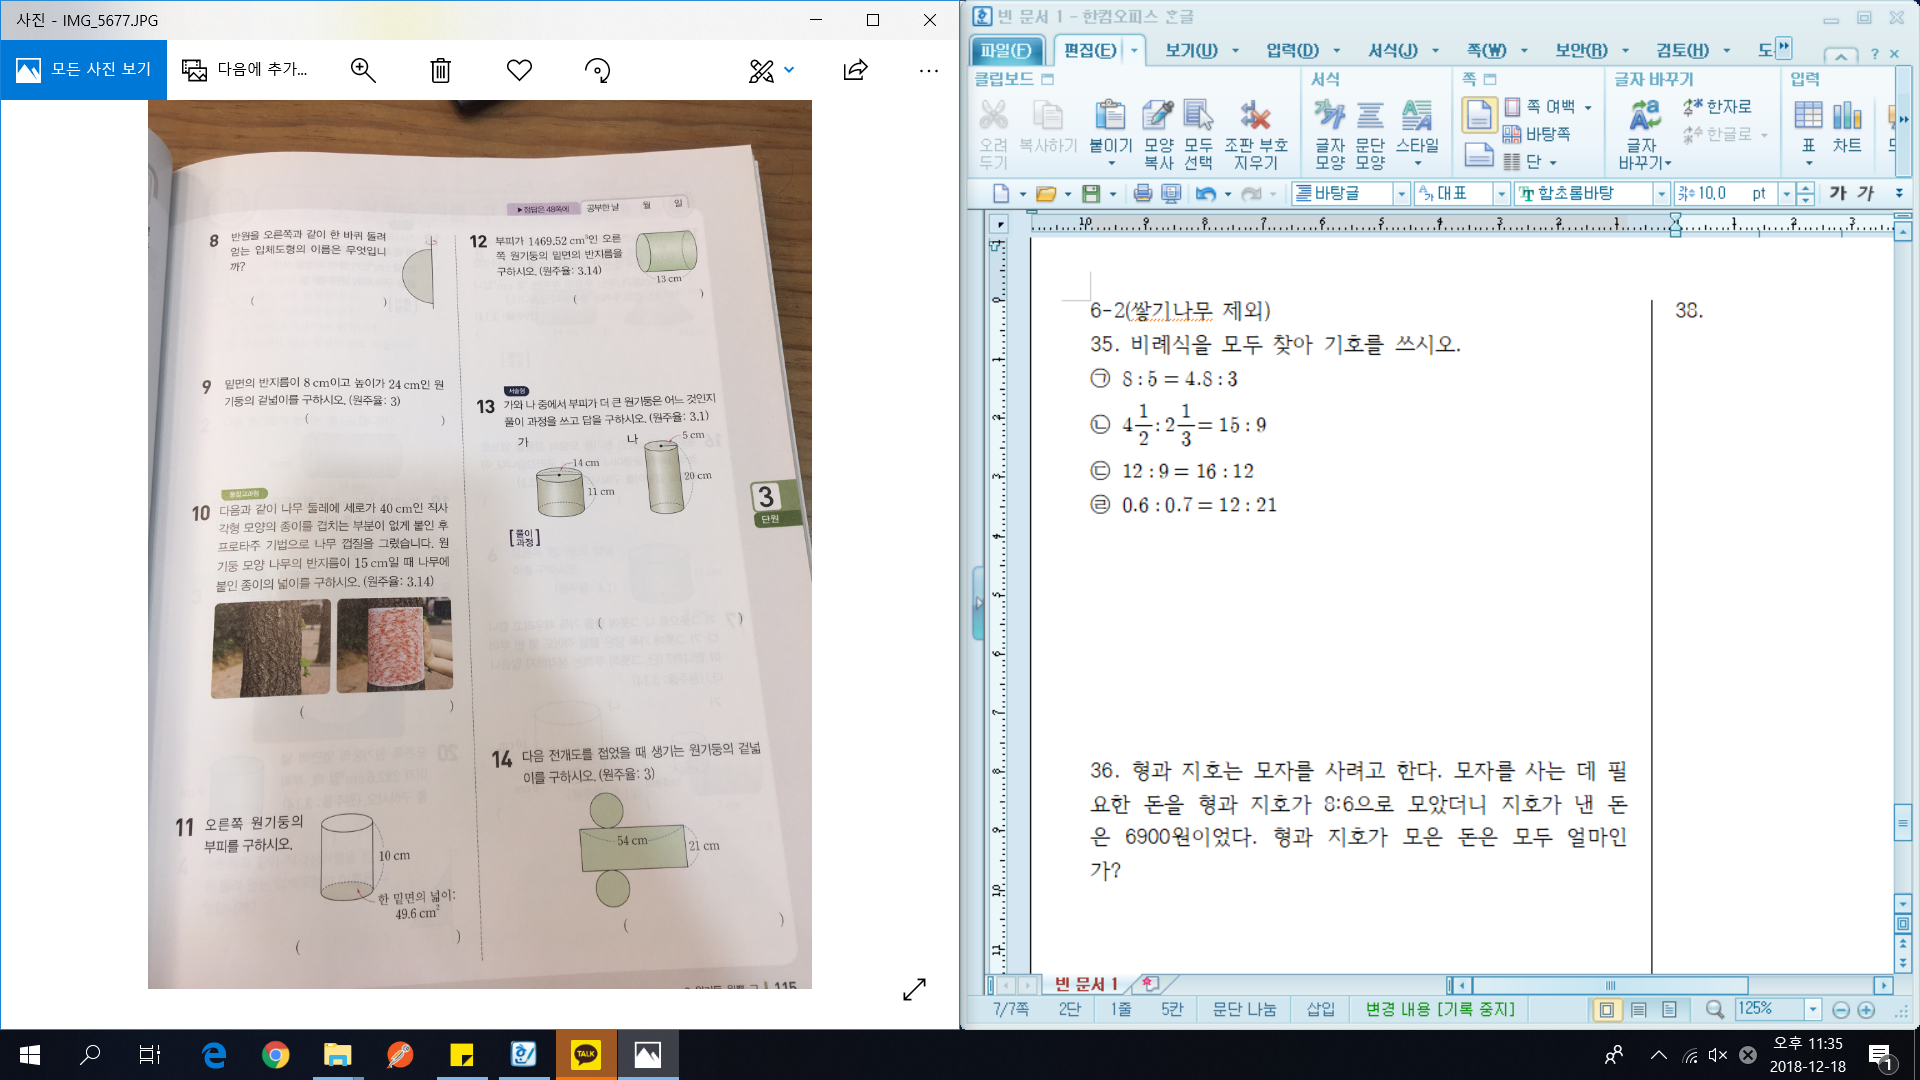 사진 - IMG_5677.JPG
모든 사진 보기
다음에 추가...
▶정답은 48쪽에
공부한 날 월 일
8 반원을 오른쪽과 같이 한 바퀴 돌려
얻는 입체도형의 이름은 무엇입니
까?
( )
9 밑면의 반지름이 8 cm이고 높이가 24 cm인 원
기둥의 겉넓이를 구하시오. (원주율: 3)
( )
10 다음과 같이 나무 둘레에 세로가 40 cm인 직사
각형 모양의 종이를 겹치는 부분이 없게 붙인 후
프로타주 기법으로 나무 껍질을 그렸습니다. 원
기둥 모양 나무의 반지름이 15 cm일 때 나무에
붙인 종이의 넓이를 구하시오. (원주율: 3.14)
( )
11 오른쪽 원기둥의
부피를 구하시오.
10 cm
한 밑면의 넓이:
49.6 cm²
( )
12 부피가 1469.52 cm³인 오른
쪽 원기둥의 밑면의 반지름을
구하시오. (원주율: 3.14)
13 cm
( )
서술형
13 가와 나 중에서 부피가 더 큰 원기둥은 어느 것인지
풀이 과정을 쓰고 답을 구하시오. (원주율: 3.1)
가
나
14 cm
11 cm
5 cm
20 cm
[풀이
과정]
( )
14 다음 전개도를 접었을 때 생기는 원기둥의 겉넓
이를 구하시오. (원주율: 3)
54 cm
21 cm
( )
3
단원
115
빈 문서 1 - 한컴오피스 한글
파일(F)
편집(E)
보기(U)
입력(D)
서식(J)
쪽(W)
보안(R)
검토(H)
도
클립보드
서식
쪽
글자 바꾸기
입력
오려
두기
복사하기
붙이기
모양
복사
모두
선택
조판 부호
지우기
글자
모양
문단
모양
스타일
쪽 여백
바탕쪽
단
글자
바꾸기
한자로
한글로
표
차트
바탕글
대표
함초롬바탕
10.0 pt
가 가
10 9 8 7 6 5 4 3 2 1 1 2 3
6-2(쌓기나무 제외)
35. 비례식을 모두 찾아 기호를 쓰시오.
㉠ 8 : 5 = 4.8 : 3
㉡ 4 1/2 : 2 1/3 = 15 : 9
㉢ 12 : 9 = 16 : 12
㉣ 0.6 : 0.7 = 12 : 21
36. 형과 지호는 모자를 사려고 한다. 모자를 사는 데 필
요한 돈을 형과 지호가 8:6으로 모았더니 지호가 낸 돈
은 6900원이었다. 형과 지호가 모은 돈은 모두 얼마인
가?
38.
빈 문서 1
7/7쪽
2단
1줄
5칸
문단 나눔
삽입
변경 내용 [기록 중지]
125%
TALK
오후 11:35
2018-12-18
1